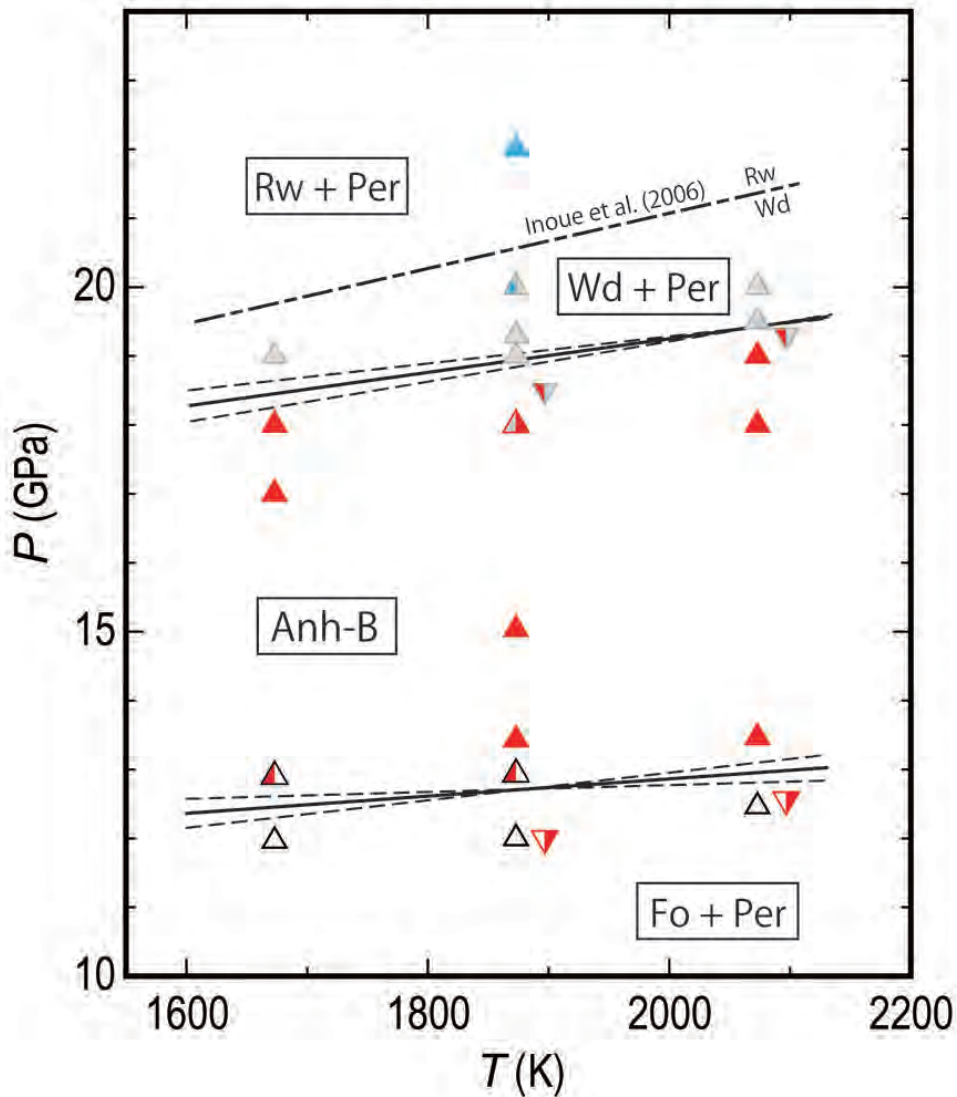 Rw + Per
Inoue et al. (2006)
Rw
Wd
Wd + Per
20
P (GPa)
Anh-B
15
Fo + Per
10
1600 1800 2000 2200
T (K)